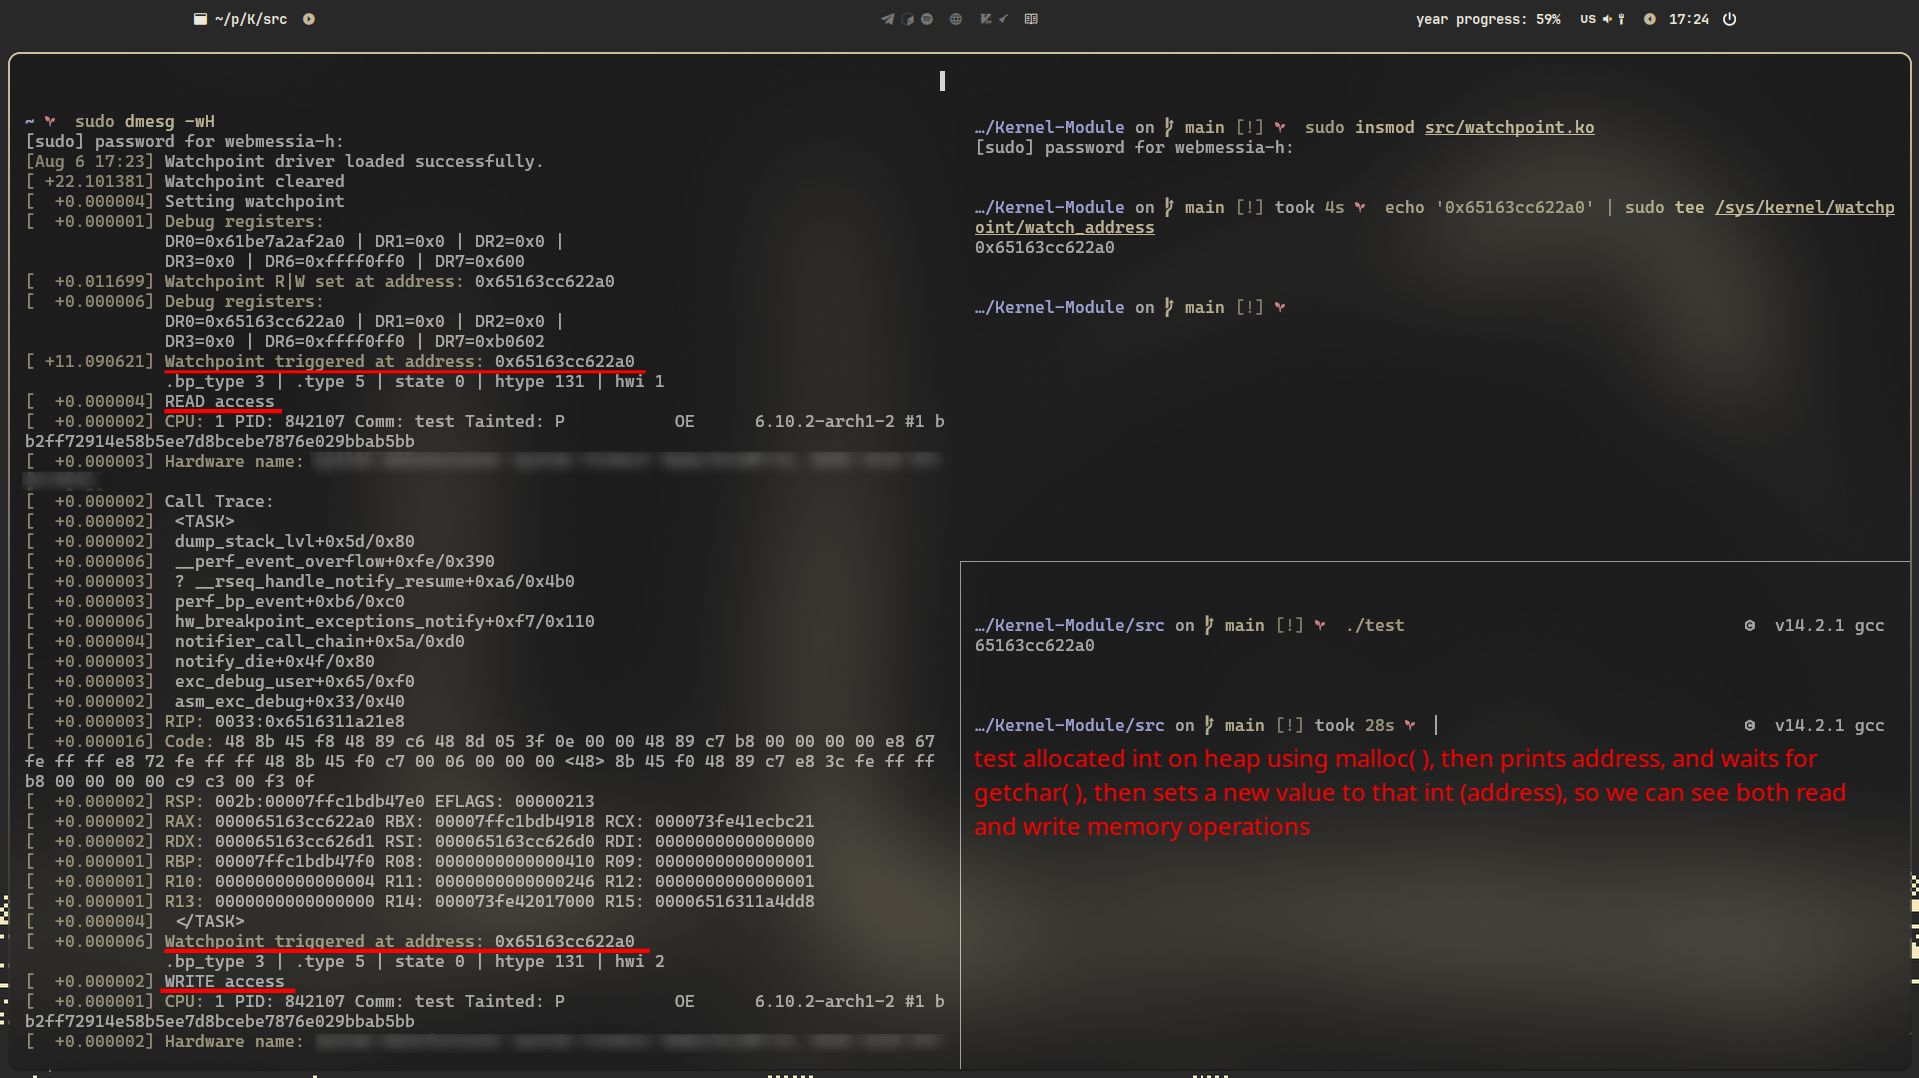 ~/p/K/src
year progress: 59% US 17:24
~ sudo dmesg -wH
[sudo] password for webmessia-h:
[Aug 6 17:23] Watchpoint driver loaded successfully.
[ +22.101381] Watchpoint cleared
[  +0.000004] Setting watchpoint
[  +0.000001] Debug registers:
DR0=0x61be7a2af2a0 | DR1=0x0 | DR2=0x0 |
DR3=0x0 | DR6=0xffff0ff0 | DR7=0x600
[  +0.011699] Watchpoint R|W set at address: 0x65163cc622a0
[  +0.000006] Debug registers:
DR0=0x65163cc622a0 | DR1=0x0 | DR2=0x0 |
DR3=0x0 | DR6=0xffff0ff0 | DR7=0xb0602
[ +11.090621] Watchpoint triggered at address: 0x65163cc622a0
.bp_type 3 | .type 5 | state 0 | htype 131 | hwi 1
[  +0.000004] READ access
[  +0.000002] CPU: 1 PID: 842107 Comm: test Tainted: P           OE      6.10.2-arch1-2 #1 b
b2ff72914e58b5ee7d8bcebe7876e029bbab5bb
[  +0.000003] Hardware name:
[  +0.000002] Call Trace:
[  +0.000002]  <TASK>
[  +0.000002]  dump_stack_lvl+0x5d/0x80
[  +0.000006]  __perf_event_overflow+0xfe/0x390
[  +0.000003]  ? __rseq_handle_notify_resume+0xa6/0x4b0
[  +0.000003]  perf_bp_event+0xb6/0xc0
[  +0.000006]  hw_breakpoint_exceptions_notify+0xf7/0x110
[  +0.000004]  notifier_call_chain+0x5a/0xd0
[  +0.000003]  notify_die+0x4f/0x80
[  +0.000003]  exc_debug_user+0x65/0xf0
[  +0.000002]  asm_exc_debug+0x33/0x40
[  +0.000003] RIP: 0033:0x6516311a21e8
[  +0.000016] Code: 48 8b 45 f8 48 89 c6 48 8d 05 3f 0e 00 00 48 89 c7 b8 00 00 00 00 e8 67
fe ff ff e8 72 fe ff ff 48 8b 45 f0 c7 00 06 00 00 00 <48> 8b 45 f0 48 89 c7 e8 3c fe ff ff
b8 00 00 00 00 c9 c3 00 f3 0f
[  +0.000002] RSP: 002b:00007ffc1bdb47e0 EFLAGS: 00000213
[  +0.000002] RAX: 000065163cc622a0 RBX: 00007ffc1bdb4918 RCX: 000073fe41ecbc21
[  +0.000002] RDX: 000065163cc626d1 RSI: 000065163cc626d0 RDI: 0000000000000000
[  +0.000001] RBP: 00007ffc1bdb47f0 R08: 0000000000000410 R09: 0000000000000001
[  +0.000001] R10: 0000000000000004 R11: 0000000000000246 R12: 0000000000000001
[  +0.000001] R13: 0000000000000000 R14: 000073fe42017000 R15: 00006516311a4dd8
[  +0.000004]  </TASK>
[  +0.000006] Watchpoint triggered at address: 0x65163cc622a0
.bp_type 3 | .type 5 | state 0 | htype 131 | hwi 2
[  +0.000002] WRITE access
[  +0.000001] CPU: 1 PID: 842107 Comm: test Tainted: P           OE      6.10.2-arch1-2 #1 b
b2ff72914e58b5ee7d8bcebe7876e029bbab5bb
[  +0.000002] Hardware name:
…/Kernel-Module on main [!] sudo insmod src/watchpoint.ko
[sudo] password for webmessia-h:
…/Kernel-Module on main [!] took 4s echo '0x65163cc622a0' | sudo tee /sys/kernel/watchp
oint/watch_address
0x65163cc622a0
…/Kernel-Module on main [!]
…/Kernel-Module/src on main [!] ./test v14.2.1 gcc
65163cc622a0
…/Kernel-Module/src on main [!] took 28s v14.2.1 gcc
test allocated int on heap using malloc( ), then prints address, and waits for
getchar( ), then sets a new value to that int (address), so we can see both read
and write memory operations